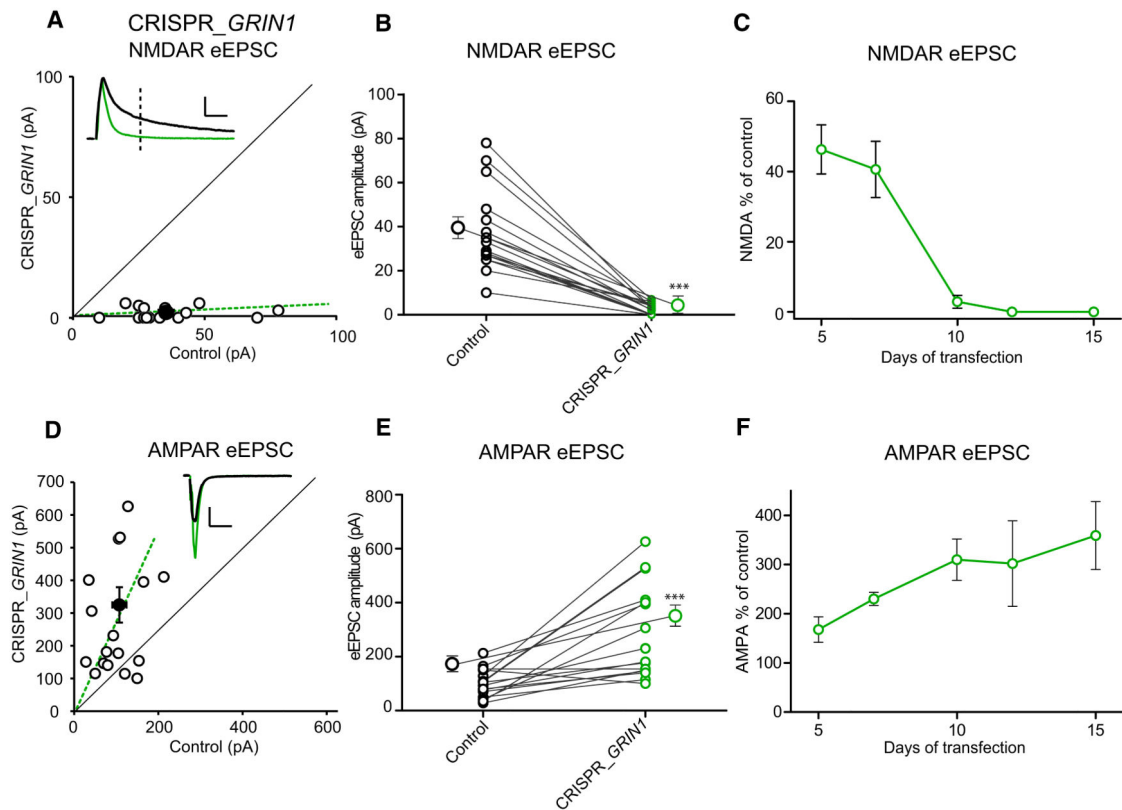 A
CRISPR_GRIN1
NMDAR eEPSC
CRISPR_GRIN1 (pA)
100
50
0
0
50
100
Control (pA)
B
NMDAR eEPSC
eEPSC amplitude (pA)
80
60
40
20
0
***
Control
CRISPR_GRIN1
C
NMDAR eEPSC
NMDA % of control
60
40
20
0
5
10
15
Days of transfection
D
AMPAR eEPSC
CRISPR_GRIN1 (pA)
700
600
500
400
300
200
100
0
0
200
400
600
Control (pA)
E
AMPAR eEPSC
eEPSC amplitude (pA)
800
600
400
200
0
***
Control
CRISPR_GRIN1
F
AMPAR eEPSC
AMPA % of control
400
300
200
100
0
5
10
15
Days of transfection